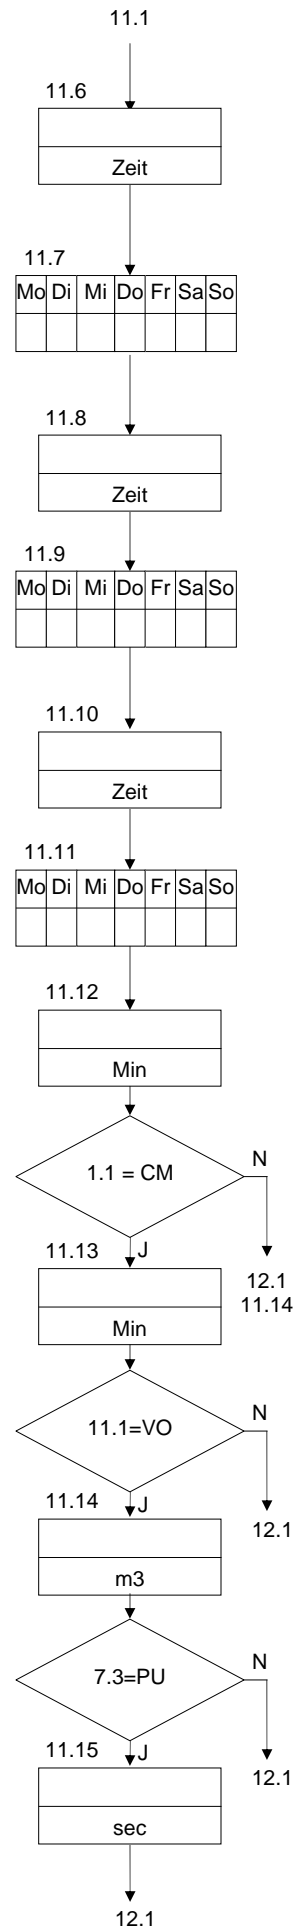 11.1
11.6
Zeit
11.7
Mo Di Mi Do Fr Sa So
11.8
Zeit
11.9
Mo Di Mi Do Fr Sa So
11.10
Zeit
11.11
Mo Di Mi Do Fr Sa So
11.12
Min
1.1 = CM
N
J
12.1
11.14
11.13
Min
11.1=VO
N
J
12.1
11.14
m3
7.3=PU
N
J
12.1
11.15
sec
12.1